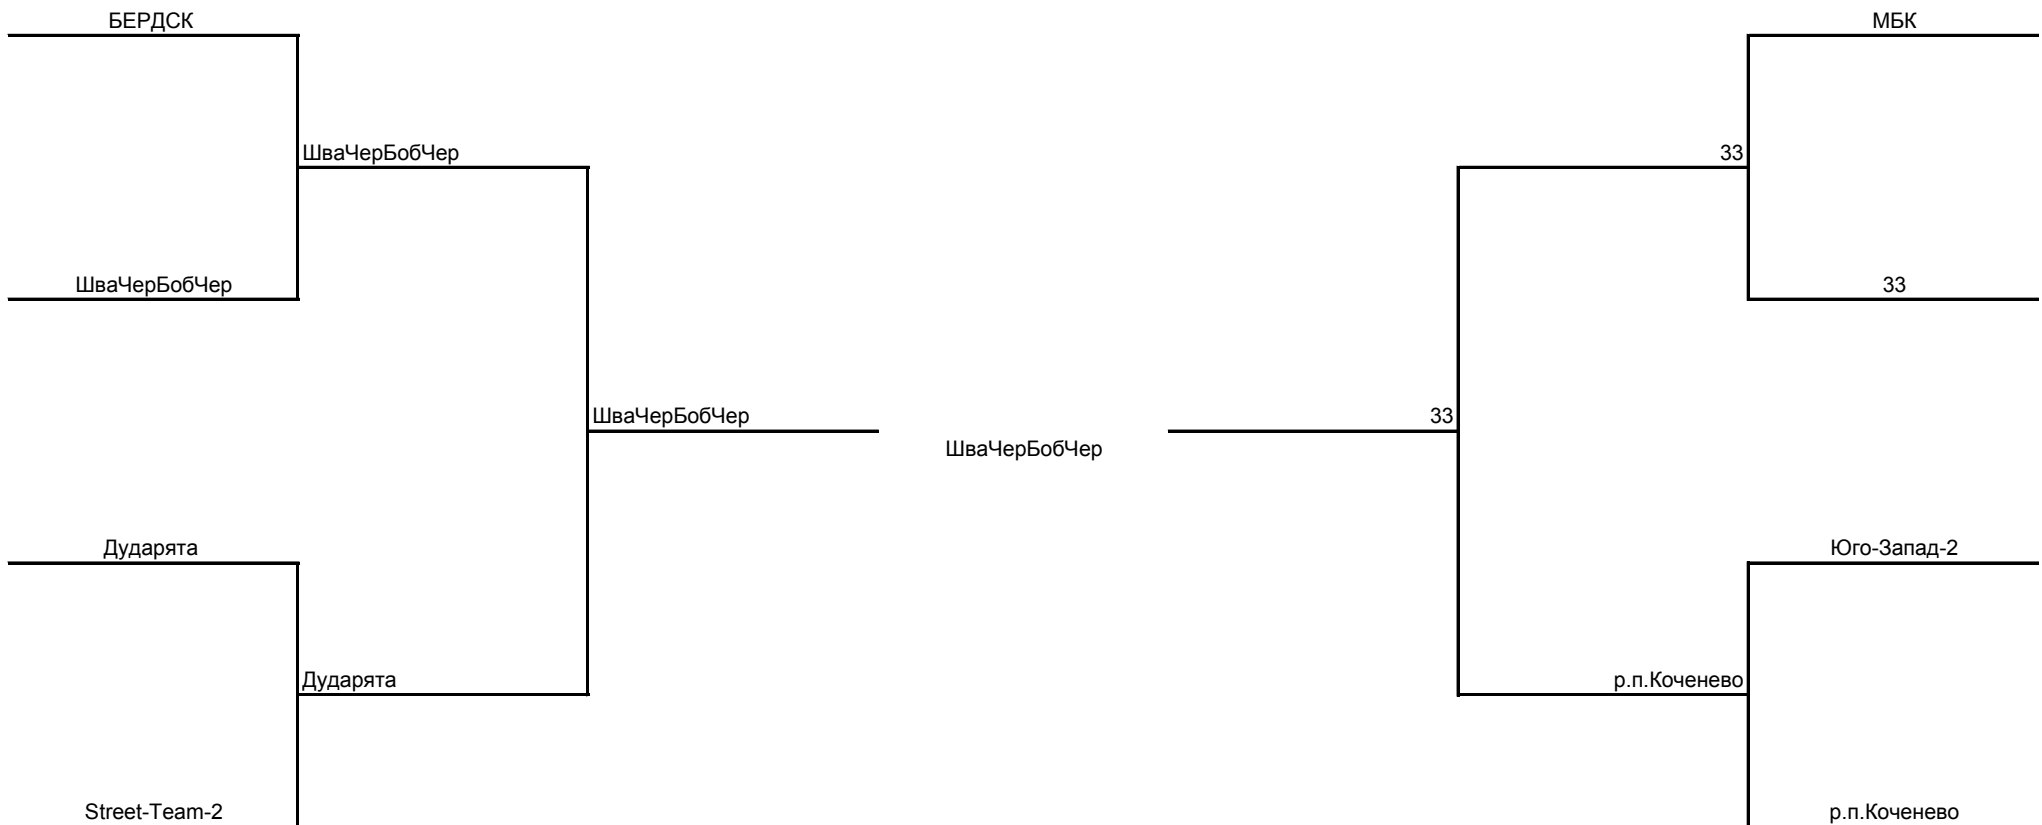 БЕРДСК
МБК
ШваЧерБобЧер
33
ШваЧерБобЧер
33
ШваЧерБобЧер
33
ШваЧерБобЧер
Дударята
Юго-Запад-2
Дударята
р.п.Коченево
Street-Team-2
р.п.Коченево